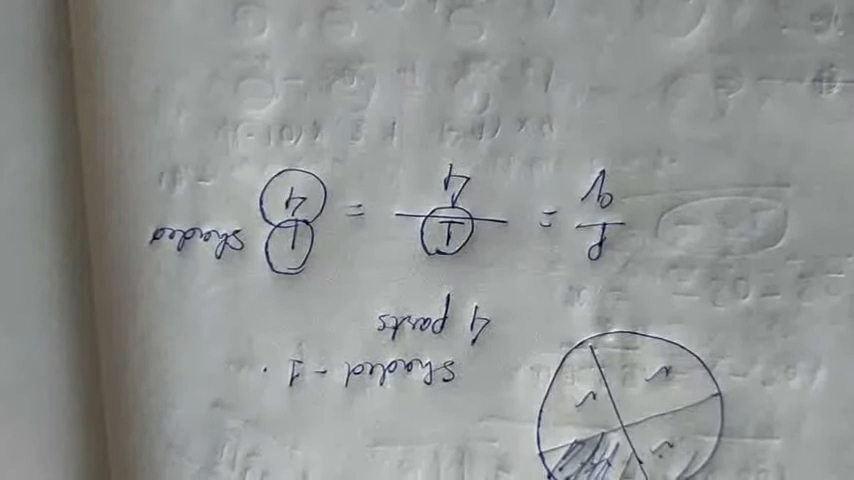 Shaded - 1.
4 parts
p/q = 1/4 = 1/4 Shaded